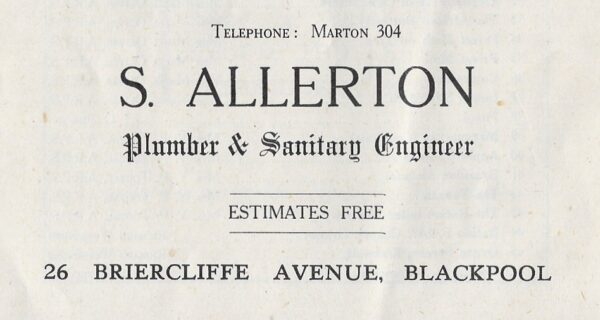 Telephone: Marton 304
S. ALLERTON
Plumber & Sanitary Engineer
ESTIMATES FREE
26 BRIERCLIFFE AVENUE, BLACKPOOL